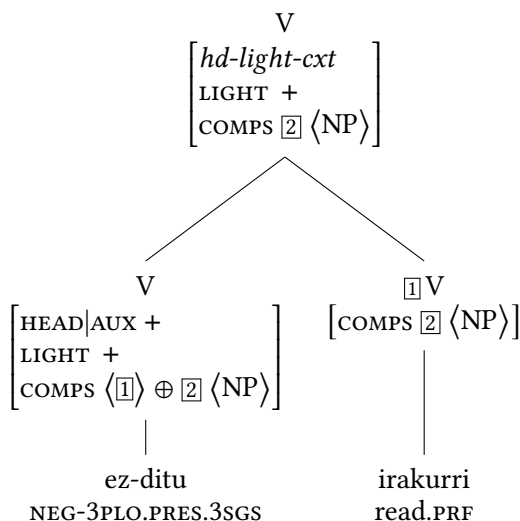 V
hd-light-cxt
LIGHT +
COMPS 2 ⟨NP⟩
V
HEAD|AUX +
LIGHT +
COMPS ⟨1⟩ ⊕ 2 ⟨NP⟩
1 V
[COMPS 2 ⟨NP⟩]
ez-ditu
NEG-3PLO.PRES.3SGS
irakurri
read.PRF